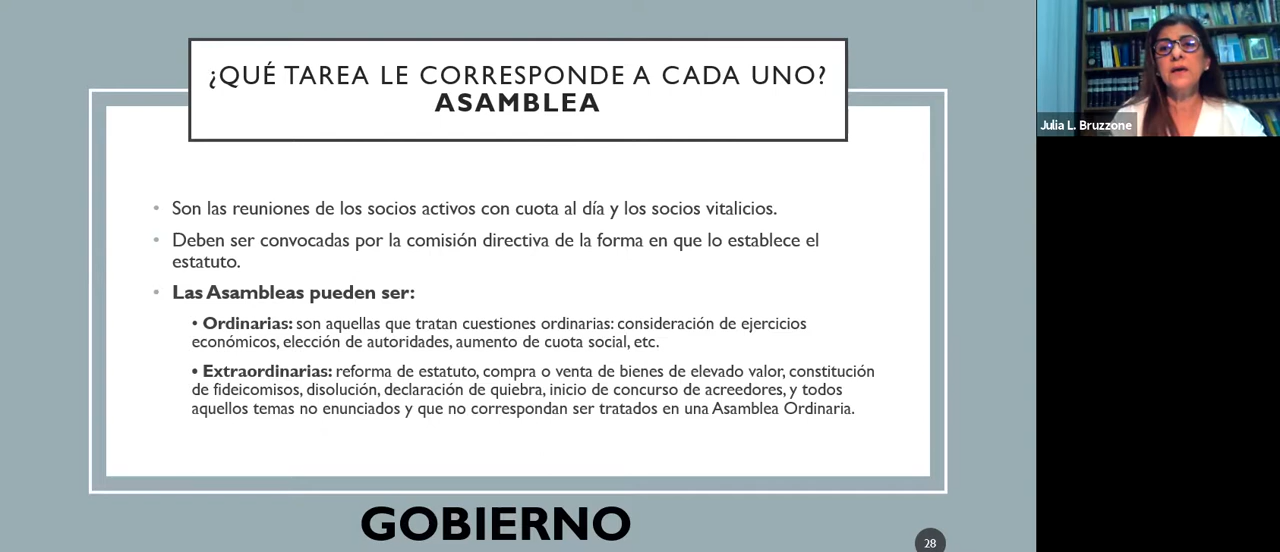 ¿QUÉ TAREA LE CORRESPONDE A CADA UNO?
ASAMBLEA
• Son las reuniones de los socios activos con cuota al día y los socios vitalicios.
• Deben ser convocadas por la comisión directiva de la forma en que lo establece el
estatuto.
• Las Asambleas pueden ser:
• Ordinarias: son aquellas que tratan cuestiones ordinarias: consideración de ejercicios
económicos, elección de autoridades, aumento de cuota social, etc.
• Extraordinarias: reforma de estatuto, compra o venta de bienes de elevado valor, constitución
de fideicomisos, disolución, declaración de quiebra, inicio de concurso de acreedores, y todos
aquellos temas no enunciados y que no correspondan ser tratados en una Asamblea Ordinaria.
GOBIERNO
28
Julia L. Bruzzone